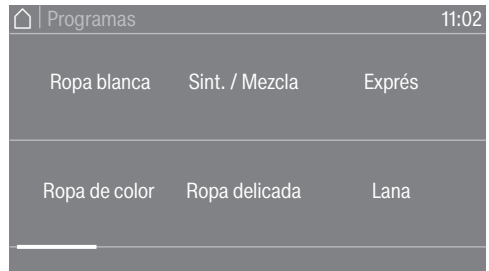 Programas 11:02
Ropa blanca Sint. / Mezcla Exprés
Ropa de color Ropa delicada Lana